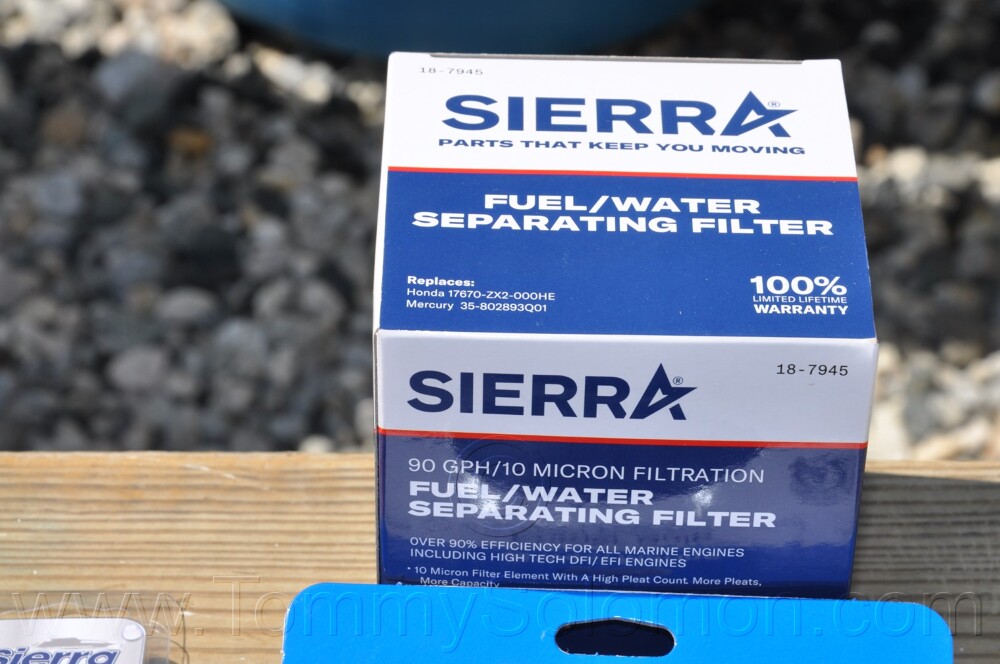 18-7945
SIERRA®
PARTS THAT KEEP YOU MOVING
FUEL/WATER
SEPARATING FILTER
Replaces:
Honda 17670-ZX2-000HE
Mercury 35-802893Q01
100%
LIMITED LIFETIME
WARRANTY
SIERRA®
18-7945
90 GPH/10 MICRON FILTRATION
FUEL/WATER
SEPARATING FILTER
OVER 90% EFFICIENCY FOR ALL MARINE ENGINES
INCLUDING HIGH TECH DFI/ EFI ENGINES
• 10 Micron Filter Element With A High Pleat Count. More Pleats,
More Capacity
www.TommySolomon.com
sierra